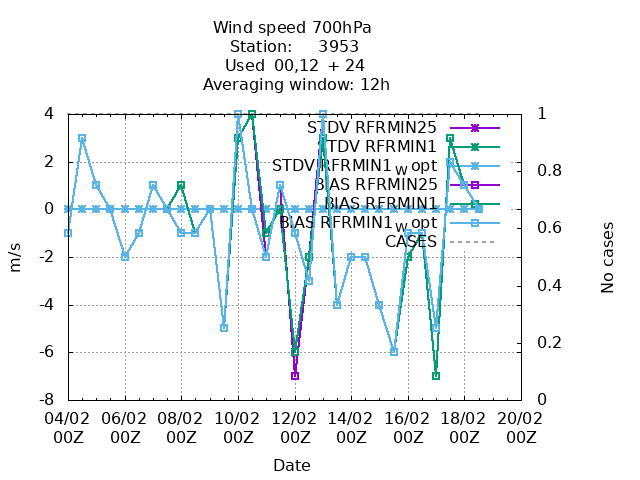 Wind speed 700hPa
Station: 3953
Used 00,12 + 24
Averaging window: 12h
STDV RFRMIN25
STDV RFRMIN1
STDV RFRMIN1 w opt
BIAS RFRMIN25
BIAS RFRMIN1
BIAS RFRMIN1 w opt
CASES
4
2
0
-2
-4
-6
-8
m/s
1
0.8
0.6
0.4
0.2
0
No cases
04/02 06/02 08/02 10/02 12/02 14/02 16/02 18/02 20/02
00Z 00Z 00Z 00Z 00Z 00Z 00Z 00Z 00Z
Date